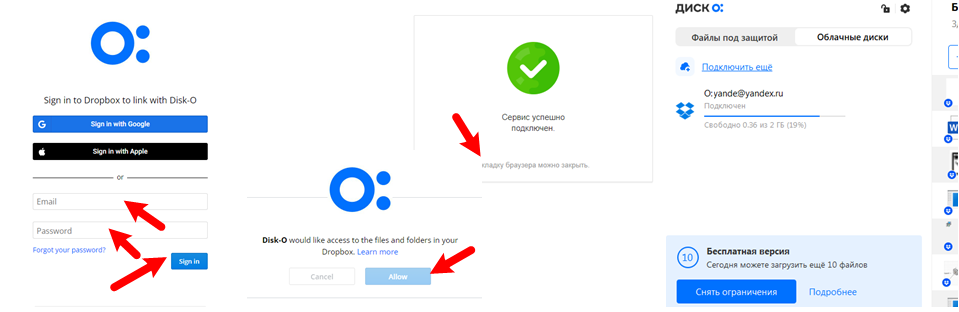 Sign in to Dropbox to link with Disk-O
Sign in with Google
Sign in with Apple
or
Email
Password
Forgot your password?
Sign in
Сервис успешно
подключен.
кладку браузера можно закрыть.
Disk-O would like access to the files and folders in your
Dropbox. Learn more
Cancel
Allow
ДИСК О:
Файлы под защитой
Облачные диски
Подключить ещё
O:yande@yandex.ru
Подключен
Свободно 0.36 из 2 ГБ (19%)
10
Бесплатная версия
Сегодня можете загрузить ещё 10 файлов
Снять ограничения
Подробнее